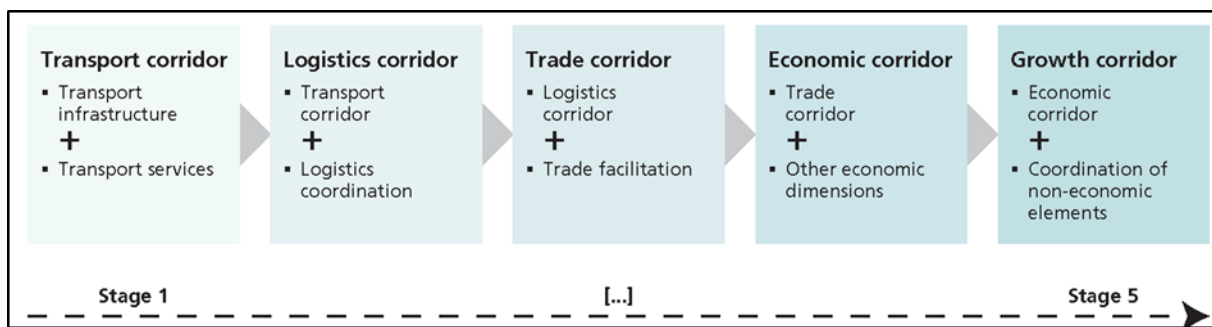 Transport corridor
▪ Transport
infrastructure
+
▪ Transport services
Logistics corridor
▪ Transport
corridor
+
▪ Logistics
coordination
Trade corridor
▪ Logistics
corridor
+
▪ Trade facilitation
Economic corridor
▪ Trade
corridor
+
▪ Other economic
dimensions
Growth corridor
▪ Economic
corridor
+
▪ Coordination of
non-economic
elements
Stage 1
[...]
Stage 5